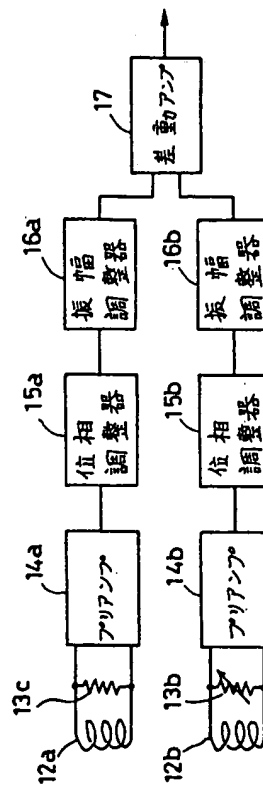 12a
13c
14a
プリアンプ
15a
位相
調整器
16a
振幅
調整器
12b
13b
14b
プリアンプ
15b
位相
調整器
16b
振幅
調整器
17
差動アンプ